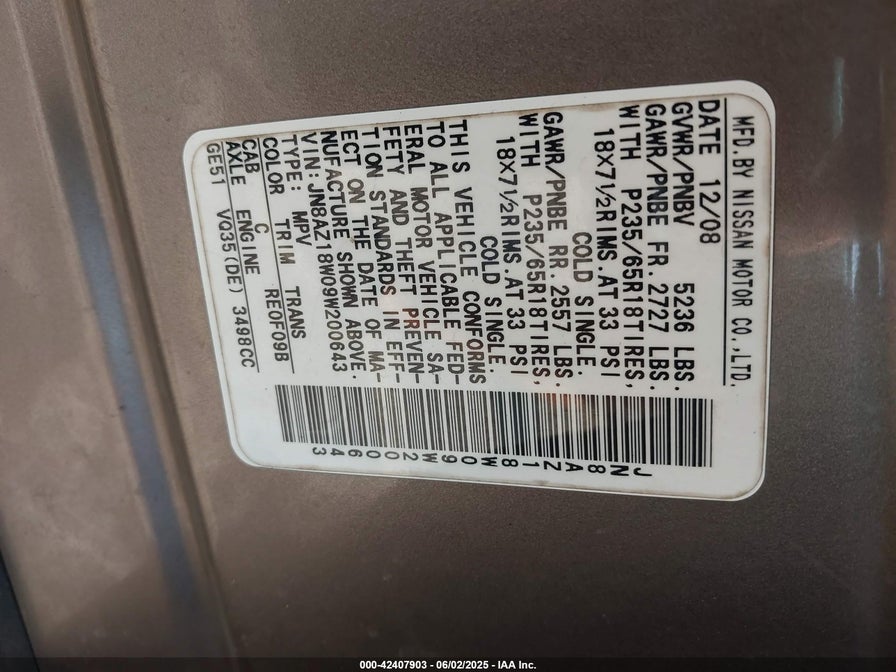 MFD.BY NISSAN MOTOR CO.,LTD.
DATE 12/08
GVWR/PNBV 5236 LBS.
GAWR/PNBE FR.2727 LBS.
WITH P235/65R18TIRES,
18X7½RIMS.AT 33 PSI
COLD SINGLE.
GAWR/PNBE RR.2557 LBS.
WITH P235/65R18TIRES,
18X7½RIMS.AT 33 PSI
COLD SINGLE.
THIS VEHICLE CONFORMS
TO ALL APPLICABLE FED-
ERAL MOTOR VEHICLE SA-
FETY AND THEFT PREVEN-
TION STANDARDS IN EFF-
ECT ON THE DATE OF MA-
NUFACTURE SHOWN ABOVE.
VIN:JN8AZ18W09W200643
TYPE: MPV
COLOR TRIM TRANS
CAB C RE0F09B
AXLE ENGINE
GE51 VQ35(DE) 3498CC
JN8AZ18W09W200643
000-42407903 - 06/02/2025 - IAA Inc.